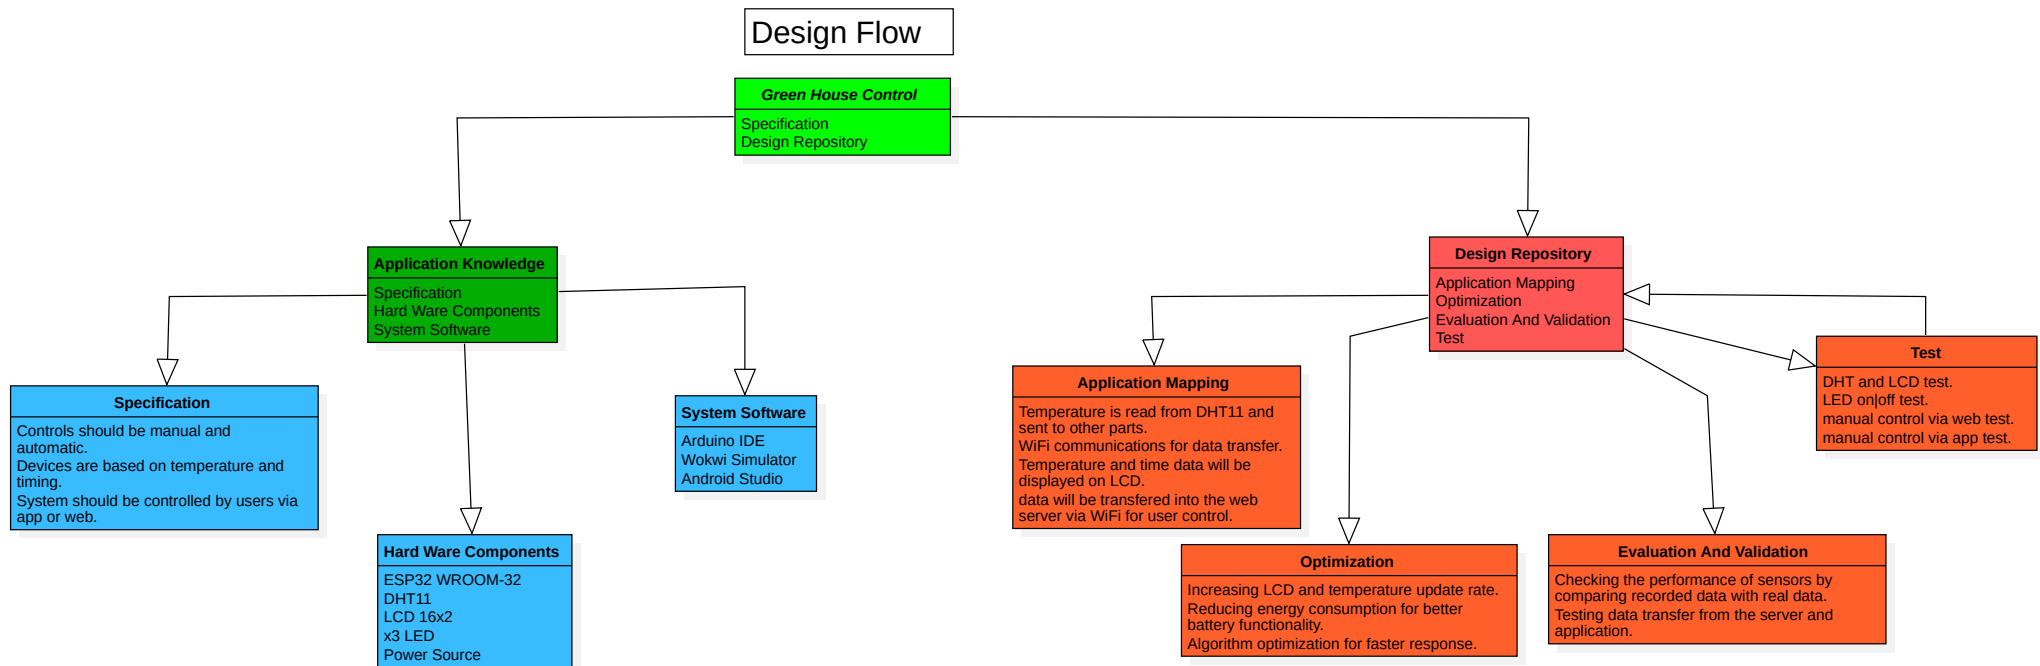 Design Flow
Green House Control
Specification
Design Repository
Application Knowledge
Specification
Hard Ware Components
System Software
Design Repository
Application Mapping
Optimization
Evaluation And Validation
Test
Specification
Controls should be manual and
automatic.
Devices are based on temperature and
timing.
System should be controlled by users via
app or web.
Hard Ware Components
ESP32 WROOM-32
DHT11
LCD 16x2
x3 LED
Power Source
System Software
Arduino IDE
Wokwi Simulator
Android Studio
Application Mapping
Temperature is read from DHT11 and
sent to other parts.
WiFi communications for data transfer.
Temperature and time data will be
displayed on LCD.
data will be transfered into the web
server via WiFi for user control.
Optimization
Increasing LCD and temperature update rate.
Reducing energy consumption for better
battery functionality.
Algorithm optimization for faster response.
Evaluation And Validation
Checking the performance of sensors by
comparing recorded data with real data.
Testing data transfer from the server and
application.
Test
DHT and LCD test.
LED on|off test.
manual control via web test.
manual control via app test.